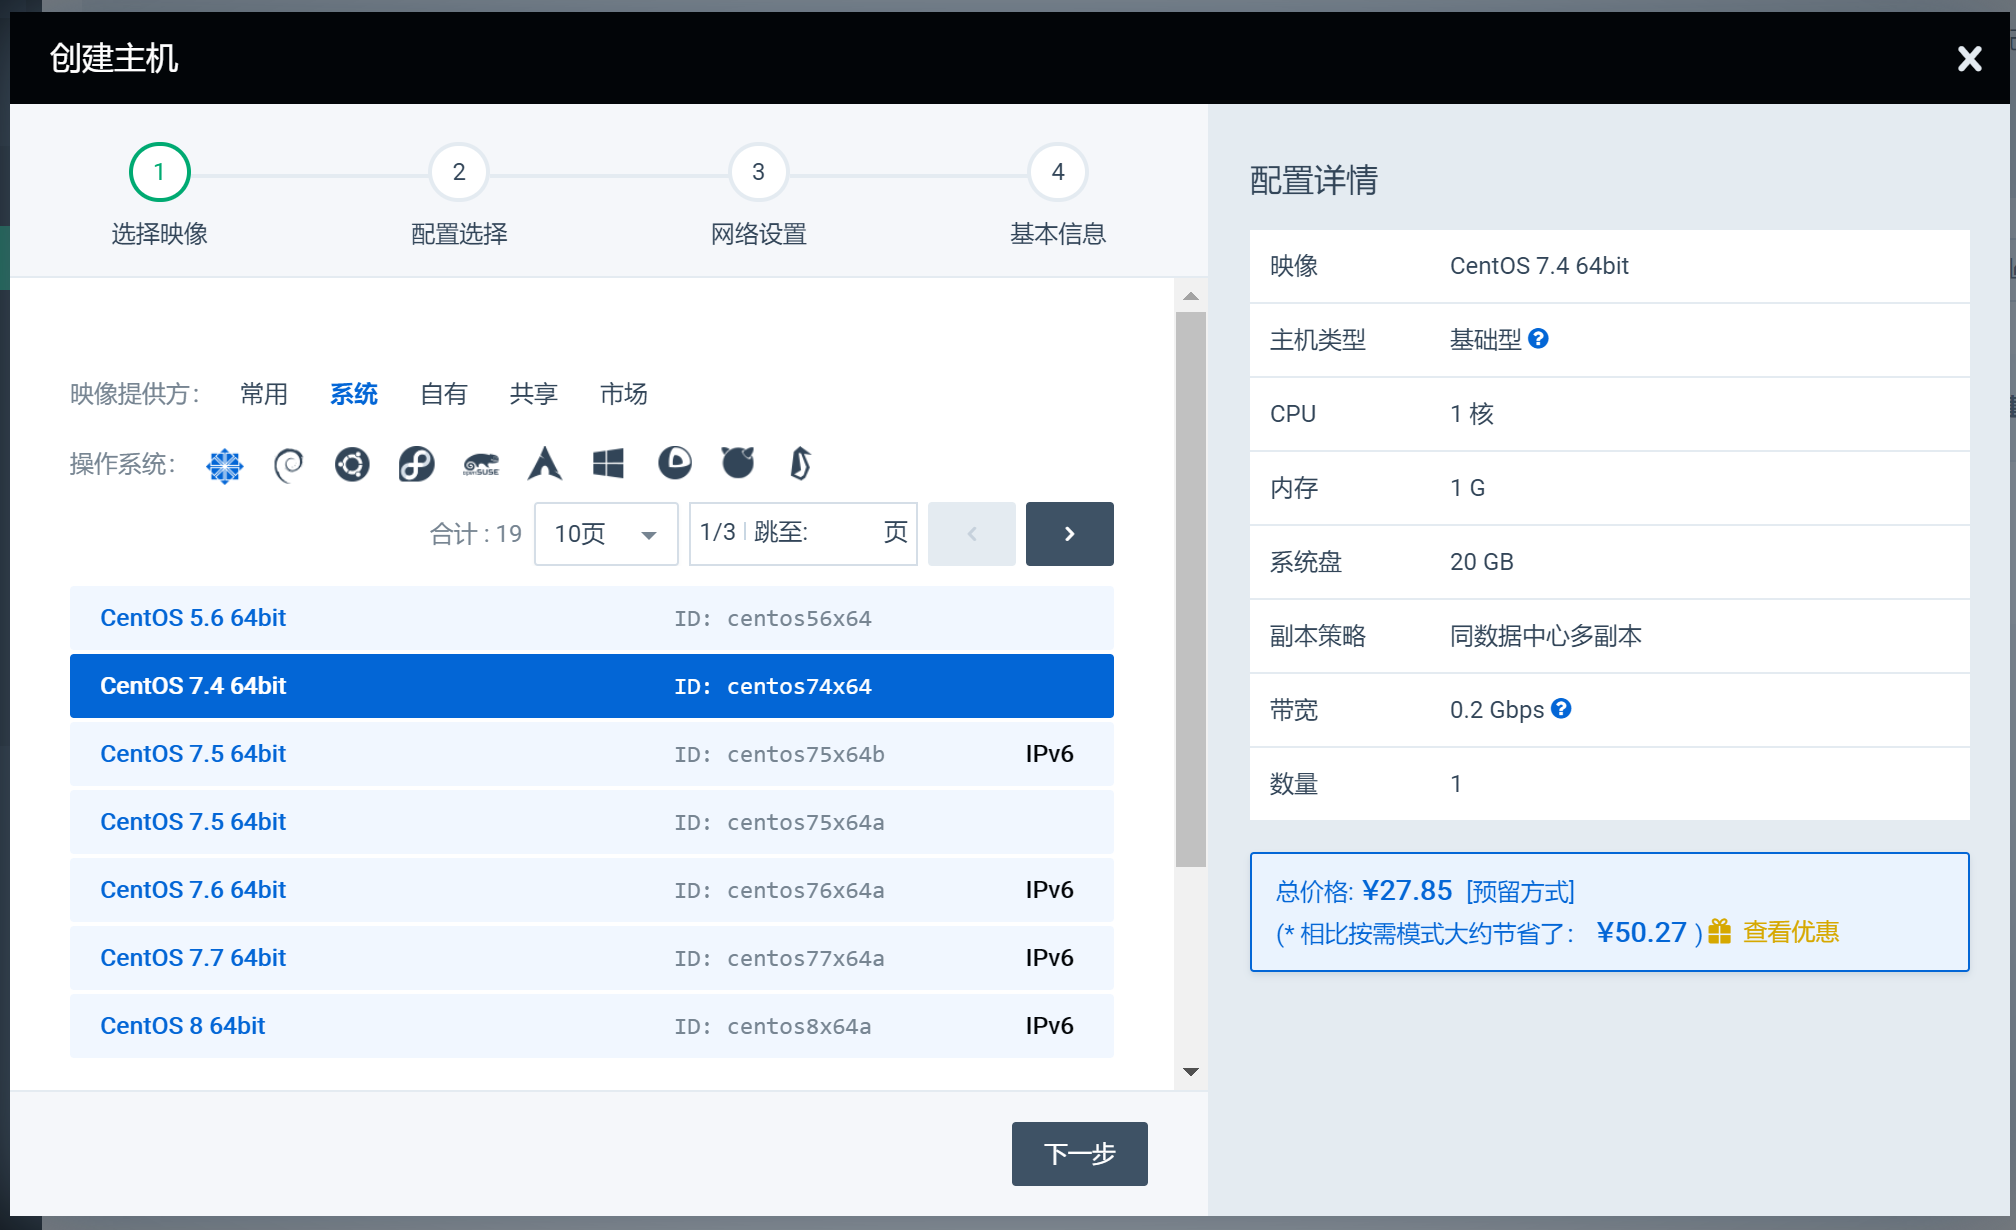 创建主机
1
2
3
4
选择映像
配置选择
网络设置
基本信息
映像提供方：
常用
系统
自有
共享
市场
操作系统：
openSUSE
合计 : 19
10页
1/3
跳至:
页
CentOS 5.6 64bit
ID: centos56x64
CentOS 7.4 64bit
ID: centos74x64
CentOS 7.5 64bit
ID: centos75x64b
IPv6
CentOS 7.5 64bit
ID: centos75x64a
CentOS 7.6 64bit
ID: centos76x64a
IPv6
CentOS 7.7 64bit
ID: centos77x64a
IPv6
CentOS 8 64bit
ID: centos8x64a
IPv6
下一步
配置详情
映像
CentOS 7.4 64bit
主机类型
基础型
CPU
1 核
内存
1 G
系统盘
20 GB
副本策略
同数据中心多副本
带宽
0.2 Gbps
数量
1
总价格: ¥27.85 [预留方式]
(* 相比按需模式大约节省了： ¥50.27 ) 查看优惠